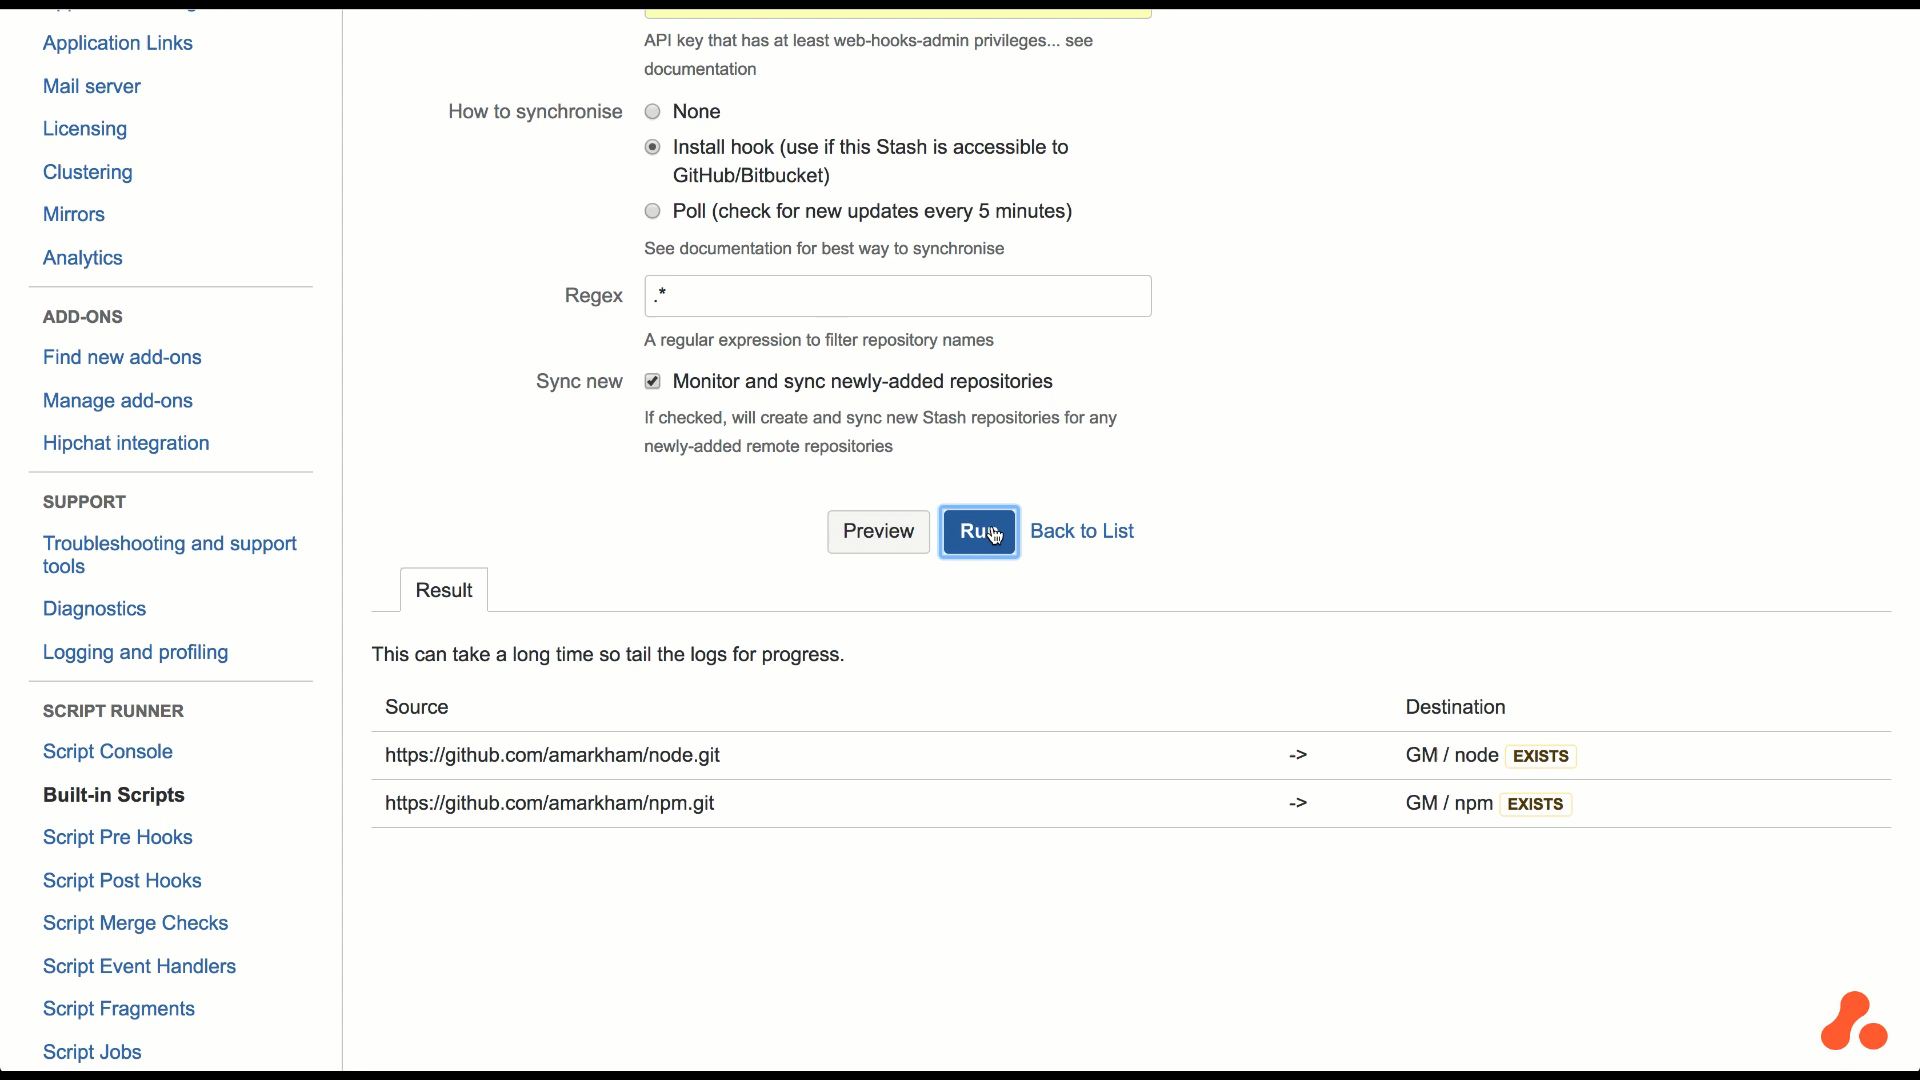 Application Links
Mail server
Licensing
Clustering
Mirrors
Analytics
ADD-ONS
Find new add-ons
Manage add-ons
Hipchat integration
SUPPORT
Troubleshooting and support
tools
Diagnostics
Logging and profiling
SCRIPT RUNNER
Script Console
Built-in Scripts
Script Pre Hooks
Script Post Hooks
Script Merge Checks
Script Event Handlers
Script Fragments
Script Jobs
API key that has at least web-hooks-admin privileges... see
documentation
How to synchronise None
Install hook (use if this Stash is accessible to
GitHub/Bitbucket)
Poll (check for new updates every 5 minutes)
See documentation for best way to synchronise
Regex .*
A regular expression to filter repository names
Sync new Monitor and sync newly-added repositories
If checked, will create and sync new Stash repositories for any
newly-added remote repositories
Preview Run Back to List
Result
This can take a long time so tail the logs for progress.
Source Destination
https://github.com/amarkham/node.git -> GM / node EXISTS
https://github.com/amarkham/npm.git -> GM / npm EXISTS